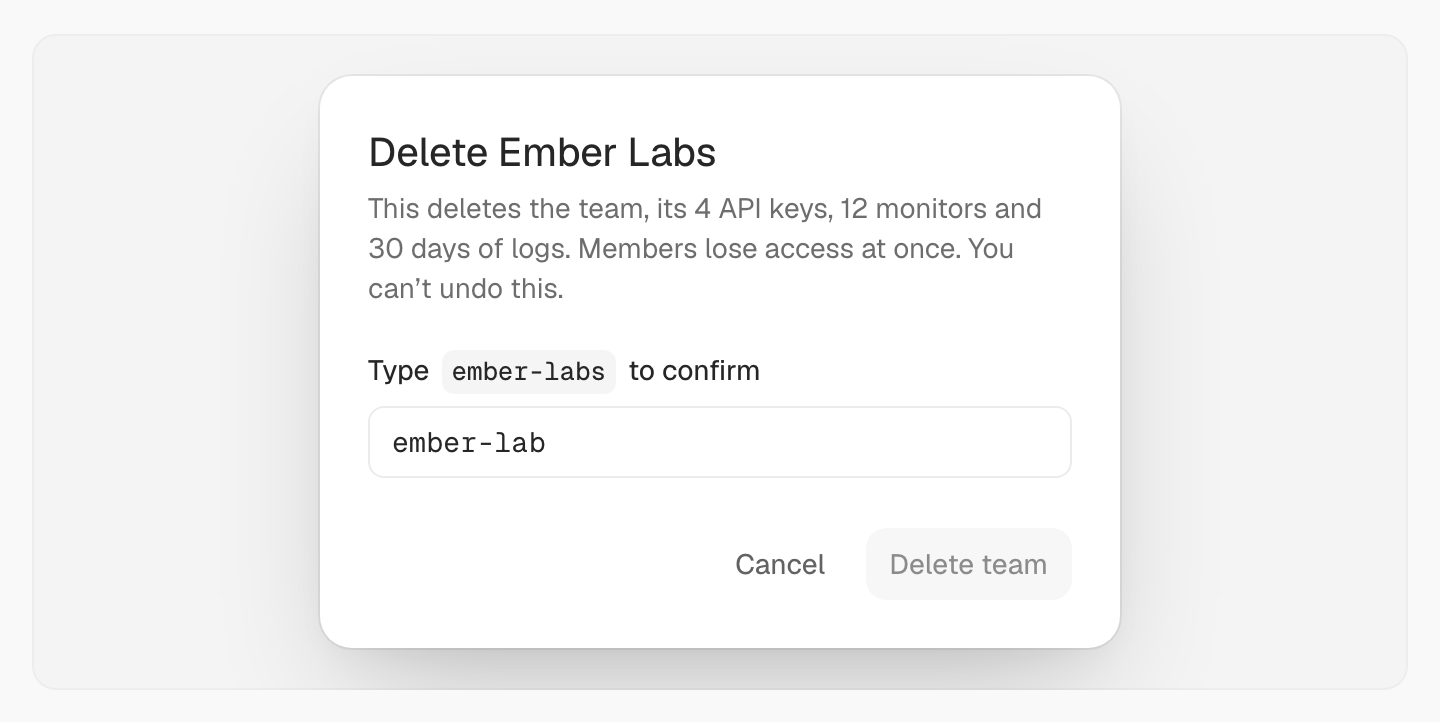 Delete Ember Labs
This deletes the team, its 4 API keys, 12 monitors and
30 days of logs. Members lose access at once. You
can’t undo this.
Type ember-labs to confirm
ember-lab
Cancel Delete team